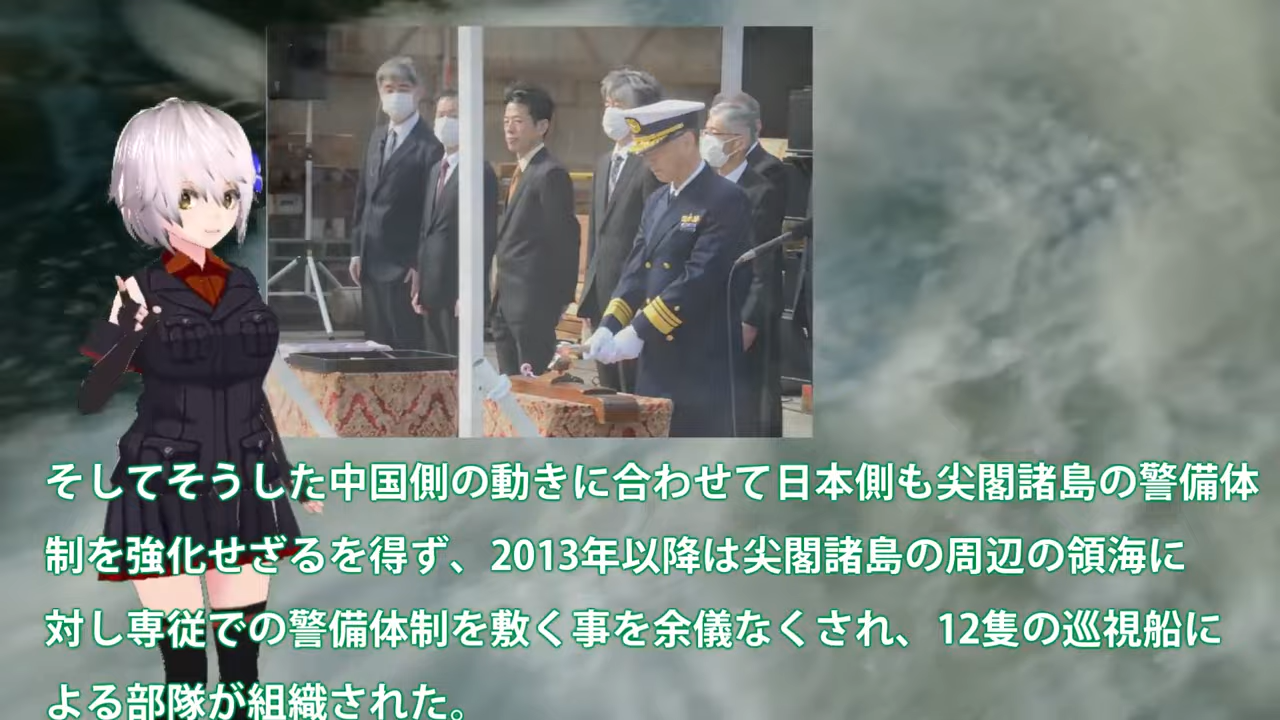 そしてそうした中国側の動きに合わせて日本側も尖閣諸島の警備体
制を強化せざるを得ず、2013年以降は尖閣諸島の周辺の領海に
対し専従での警備体制を敷く事を余儀なくされ、12隻の巡視船に
よる部隊が組織された。